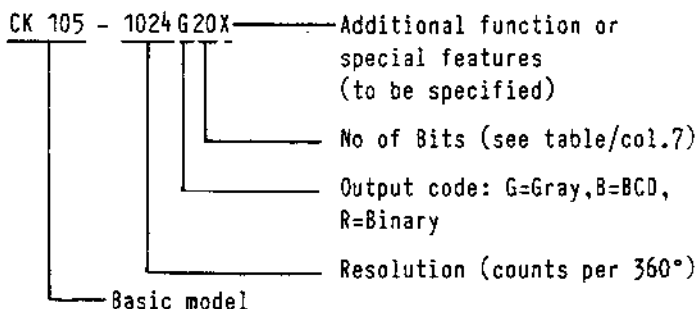 CK 105 - 1024 G 20X Additional function or
special features
(to be specified)
No of Bits (see table/col.7)
Output code: G=Gray,B=BCD,
R=Binary
Resolution (counts per 360°)
Basic model